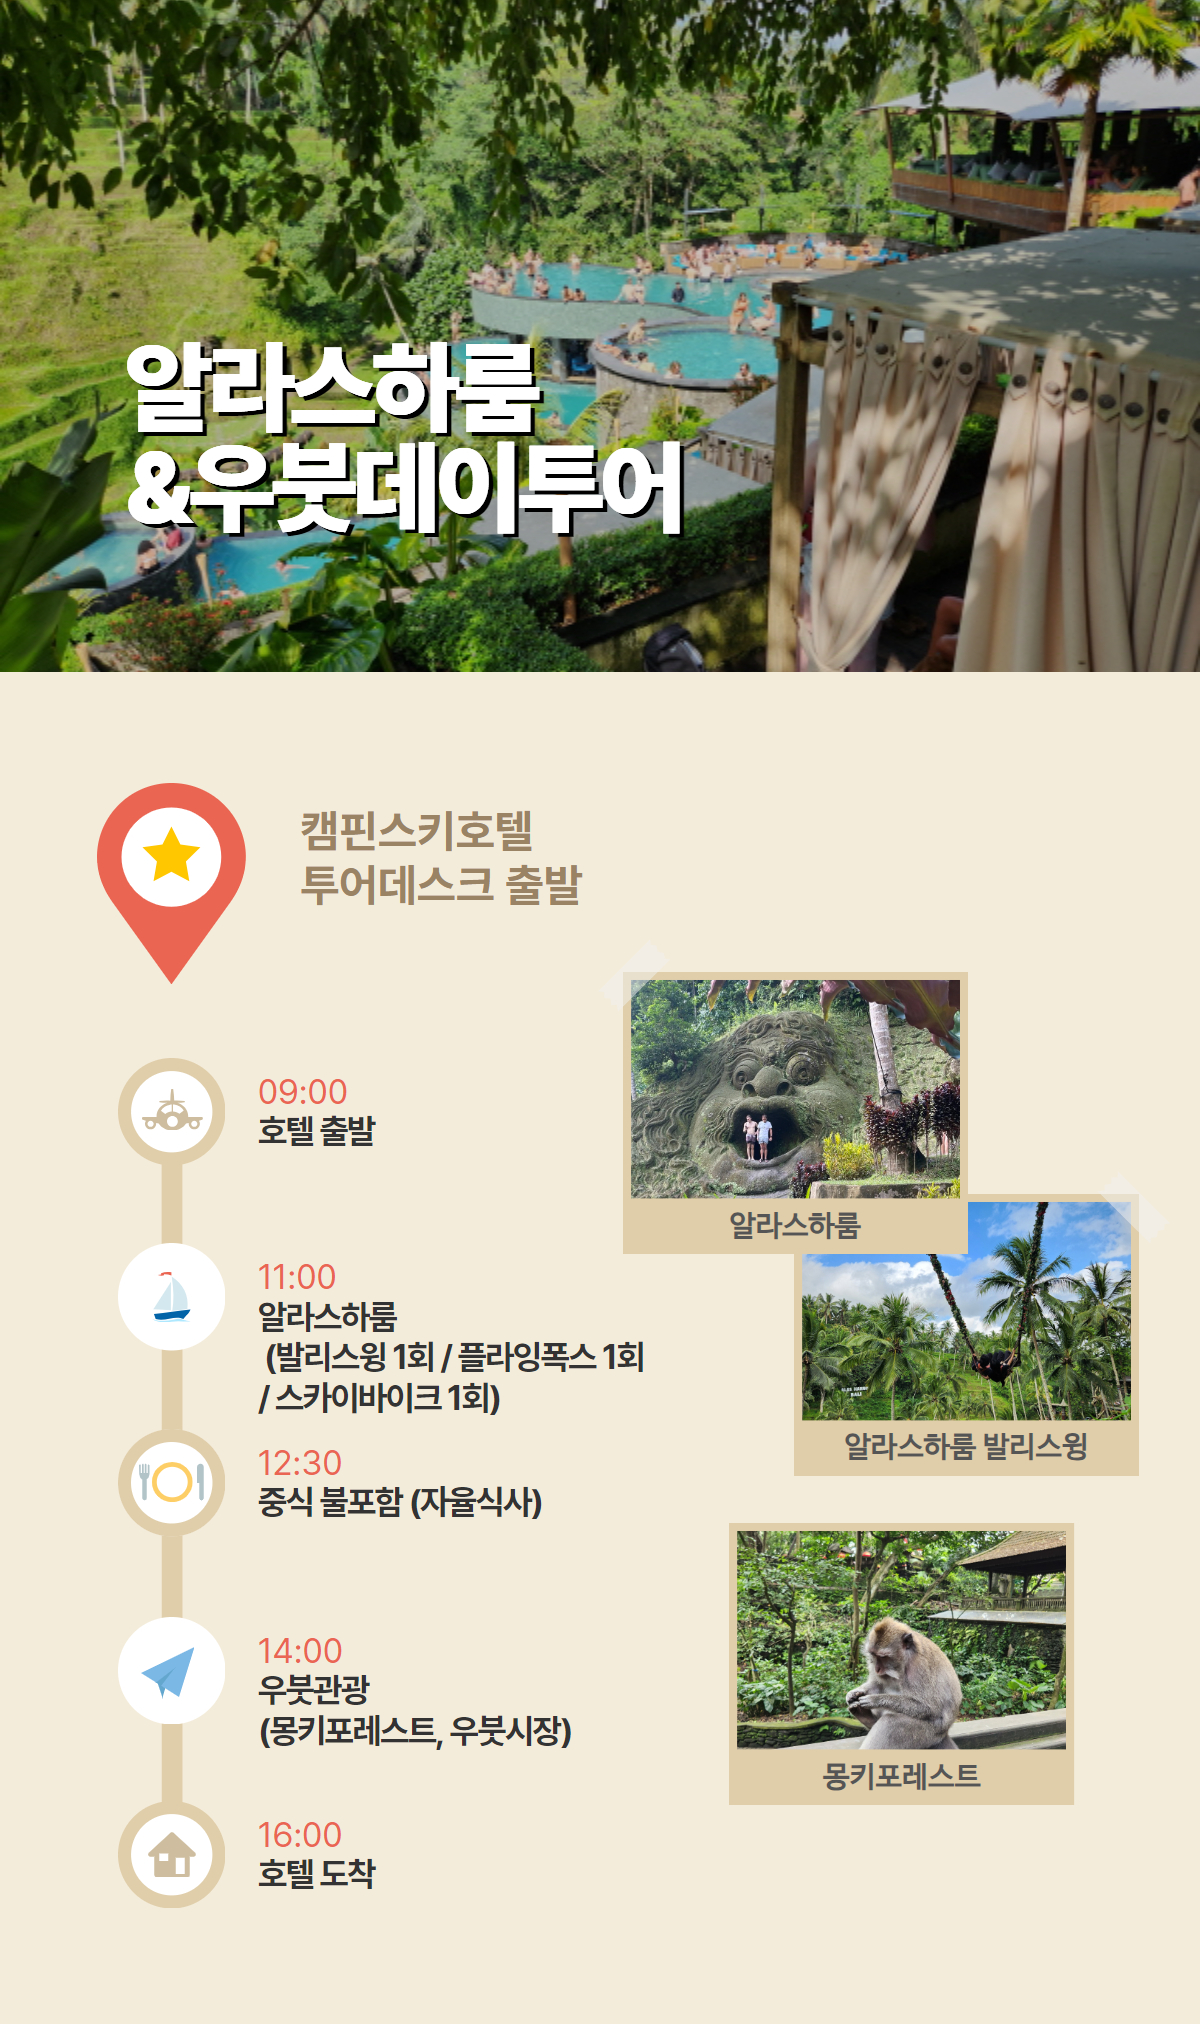 알라스하룸
&우붓데이투어
캠핀스키호텔
투어데스크 출발
09:00
호텔 출발
알라스하룸
11:00
알라스하룸
(발리스윙 1회 / 플라잉폭스 1회
/ 스카이바이크 1회)
알라스하룸 발리스윙
12:30
중식 불포함 (자율식사)
14:00
우붓관광
(몽키포레스트, 우붓시장)
몽키포레스트
16:00
호텔 도착